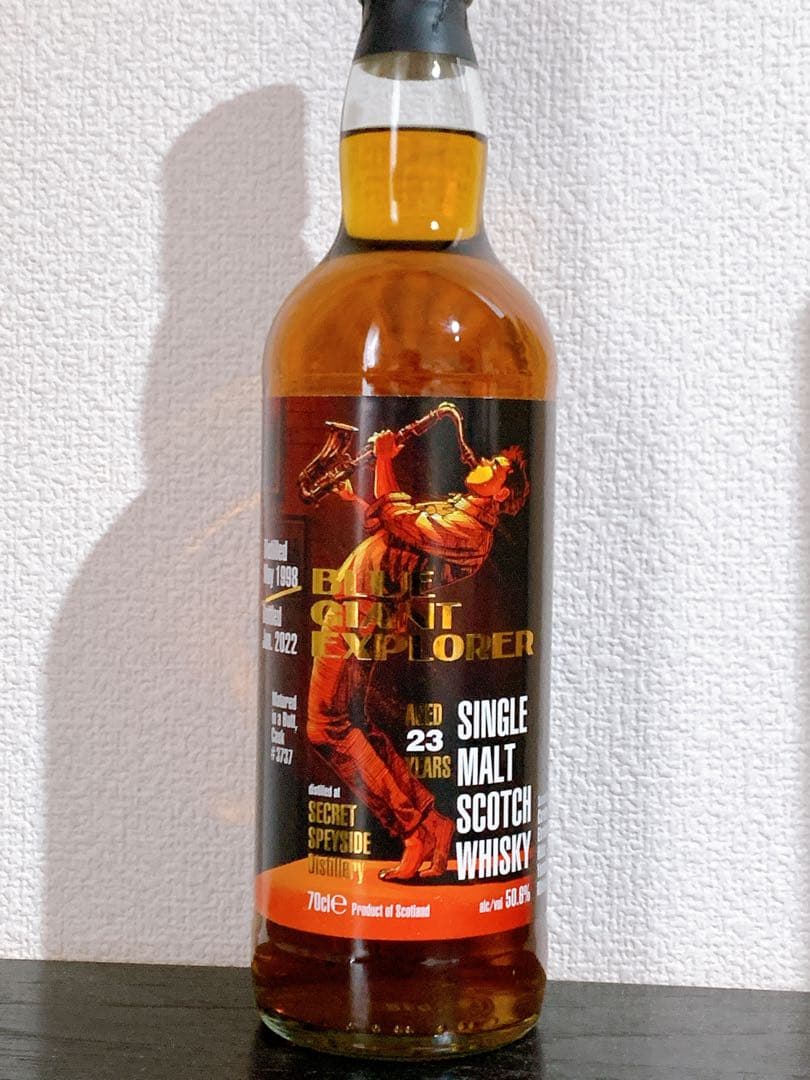 Distilled
May 1998
Bottled
Jan. 2022
Matured
in a Butt,
Cask
#3737
BLUE
GIANT
EXPLORER
AGED
23
YEARS
SINGLE
MALT
SCOTCH
WHISKY
distilled at
SECRET
SPEYSIDE
Distillery
70cl e Product of Scotland
alc/vol 50.6%